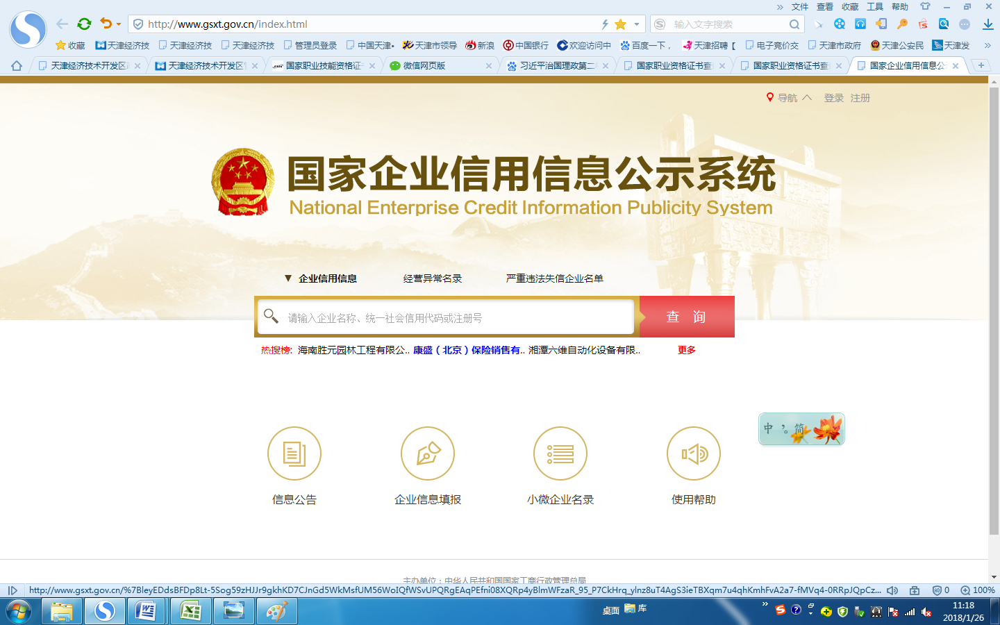 文件 查看 收藏 工具 帮助
http://www.gsxt.gov.cn/index.html
输入文字搜索
收藏 天津经济技 天津经济技 天津经济技 管理员登录 中国天津• 天津市领导 新浪 中国银行 欢迎访问中 百度一下， 天津招聘【 电子竞价交 天津市政府 天津公安民 天津发
天津经济技术开发区 天津经济技术开发区 国家职业技能资格证 微信网页版 习近平治国理政第二 国家职业资格证书查 国家职业资格证书查 国家企业信用信息公
导航 登录 注册
国家企业信用信息公示系统
National Enterprise Credit Information Publicity System
企业信用信息 经营异常名录 严重违法失信企业名单
请输入企业名称、统一社会信用代码或注册号
查 询
热搜榜: 海南胜元园林工程有限公.. 康盛（北京）保险销售有.. 湘潭六维自动化设备有限.. 更多
中 简
信息公告 企业信息填报 小微企业名录 使用帮助
主办单位：中华人民共和国国家工商行政管理总局
0 100%
桌面 库
11:18
2018/1/26